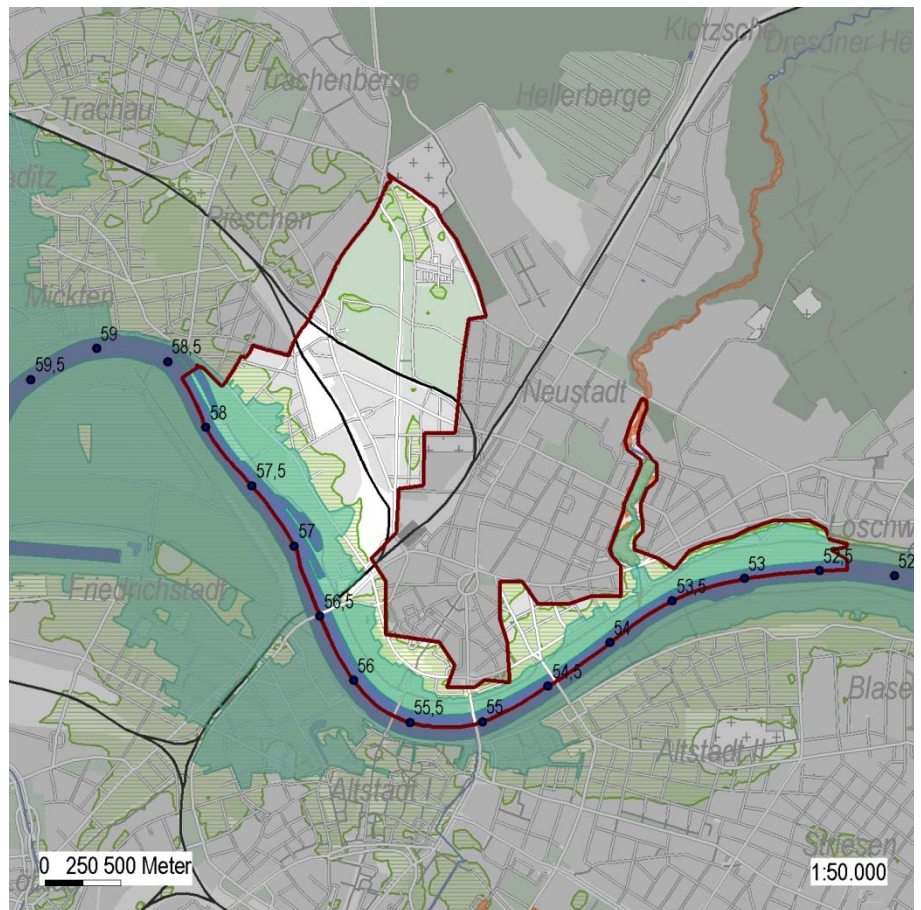 Klotzsche
Dresdner He
Trachenberge
Hellerberge
Trachau
aditz
Pieschen
Mickten
59
58,5
59,5
Neustadt
58
57,5
Loschw
57
52,5
53
52
Friedrichstadt
53,5
56,5
54
56
54,5
Blase
55,5
55
Altstadt II
Altstadt I
Striesen
0 250 500 Meter
1:50.000